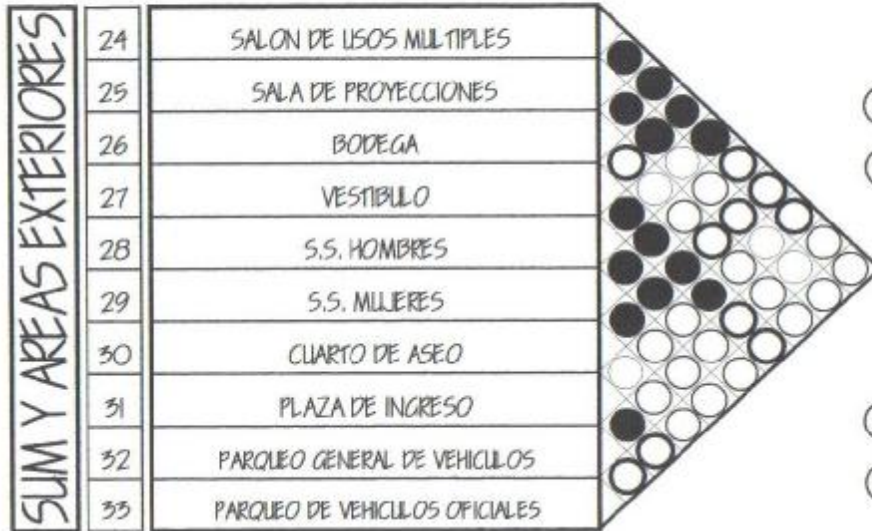 SUM Y AREAS EXTERIORES
24 SALON DE USOS MULTIPLES
25 SALA DE PROYECCIONES
26 BODEGA
27 VESTIBULO
28 S.S. HOMBRES
29 S.S. MUJERES
30 CUARTO DE ASEO
31 PLAZA DE INGRESO
32 PARQUEO GENERAL DE VEHICULOS
33 PARQUEO DE VEHICULOS OFICIALES